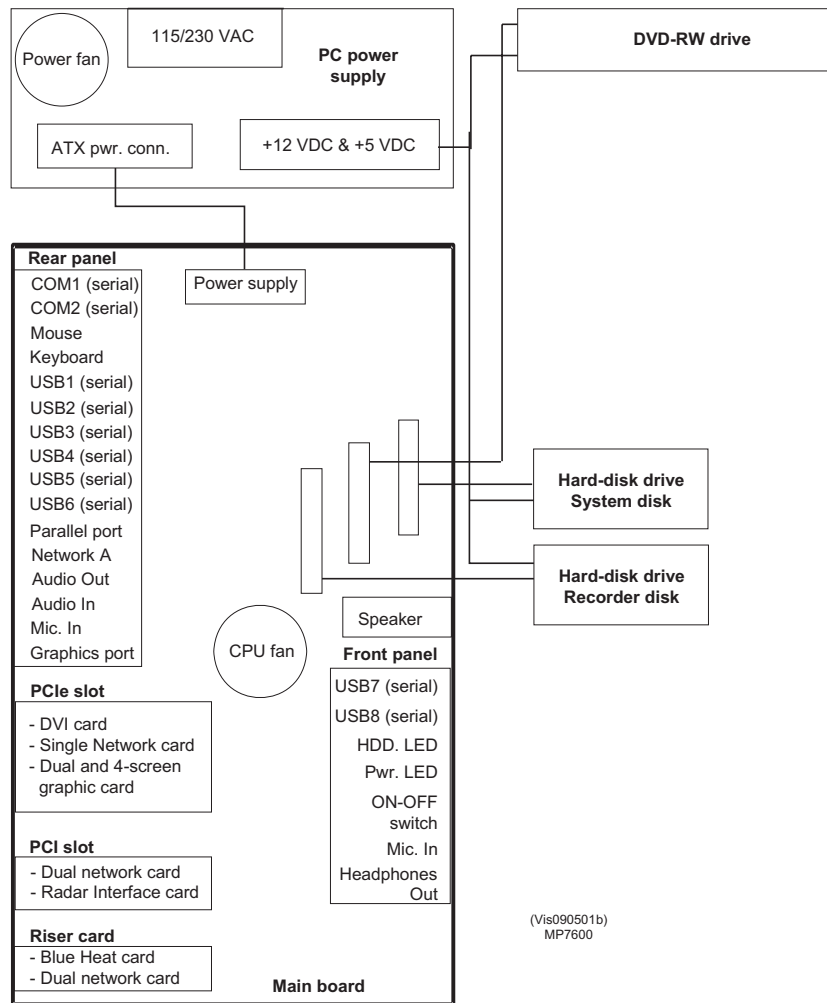 Power fan
115/230 VAC
PC power
supply
ATX pwr. conn.
+12 VDC & +5 VDC
DVD-RW drive
Rear panel
COM1 (serial)
COM2 (serial)
Mouse
Keyboard
USB1 (serial)
USB2 (serial)
USB3 (serial)
USB4 (serial)
USB5 (serial)
USB6 (serial)
Parallel port
Network A
Audio Out
Audio In
Mic. In
Graphics port
Power supply
Hard-disk drive
System disk
Hard-disk drive
Recorder disk
CPU fan
Speaker
Front panel
USB7 (serial)
USB8 (serial)
HDD. LED
Pwr. LED
ON-OFF
switch
Mic. In
Headphones
Out
PCIe slot
- DVI card
- Single Network card
- Dual and 4-screen
graphic card
PCI slot
- Dual network card
- Radar Interface card
Riser card
- Blue Heat card
- Dual network card
Main board
(Vis090501b)
MP7600